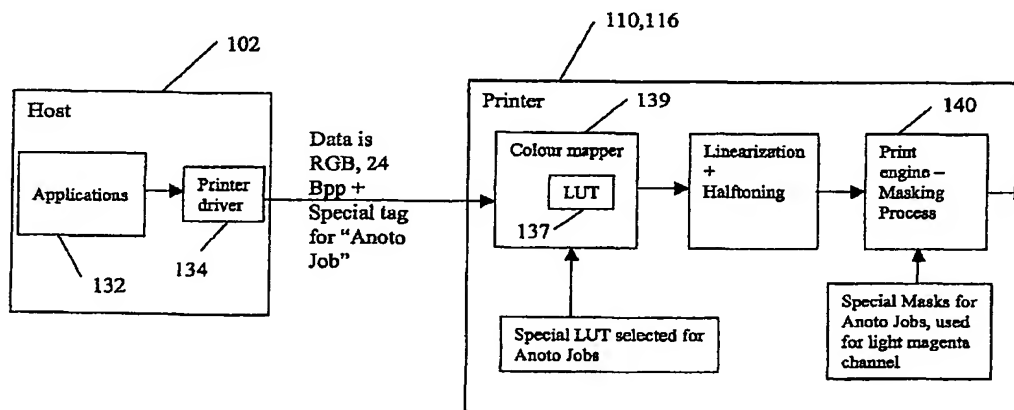 110,116
102
Host
Applications
Printer
driver
132
134
Data is
RGB, 24
Bpp +
Special tag
for “Anoto
Job”
Printer
139
Colour mapper
LUT
137
Linearization
+
Halftoning
140
Print
engine –
Masking
Process
Special LUT selected for
Anoto Jobs
Special Masks for
Anoto Jobs, used
for light magenta
channel